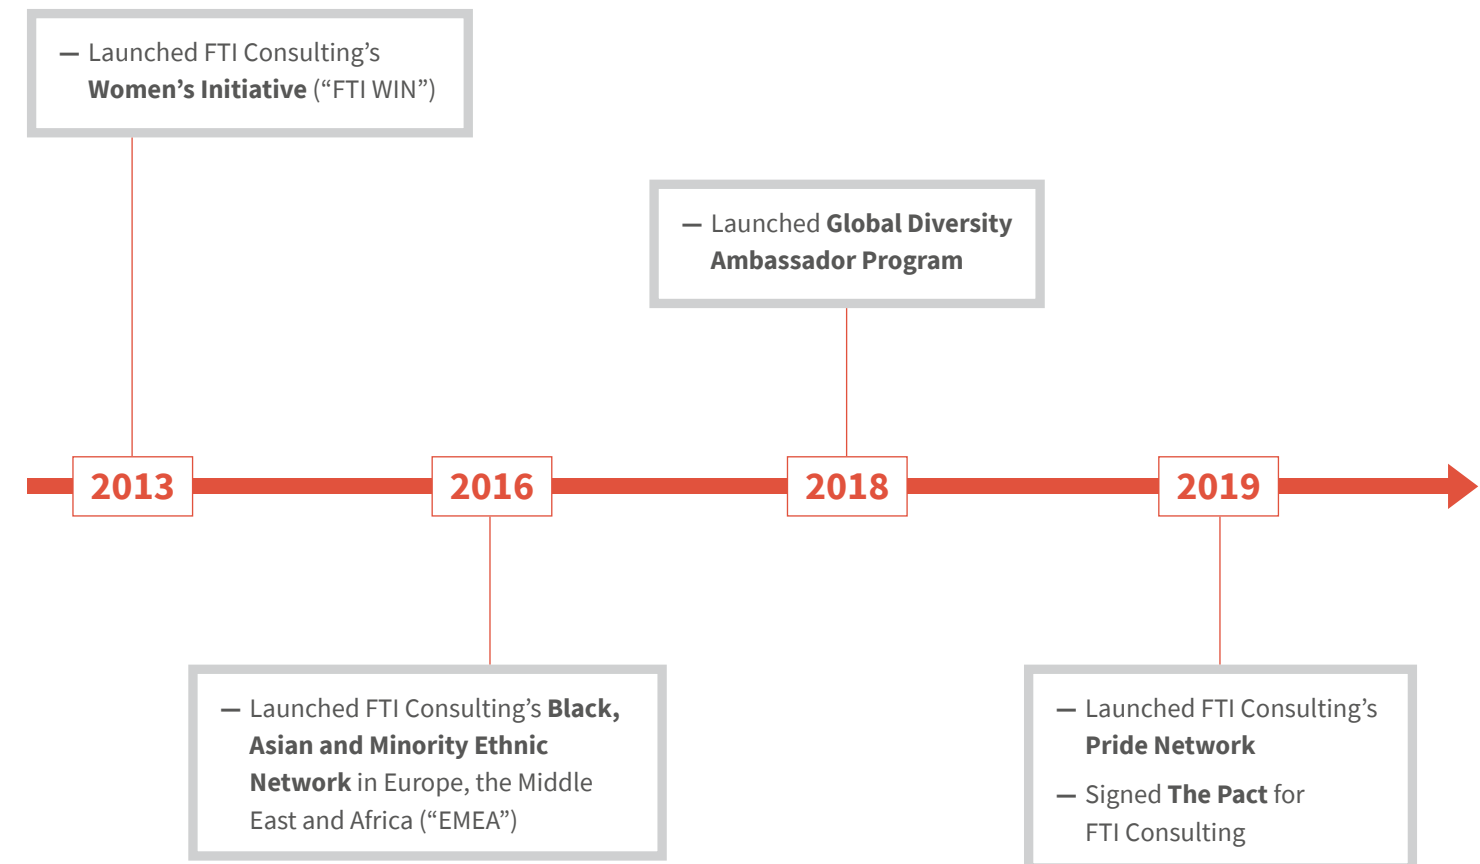 — Launched FTI Consulting’s
Women’s Initiative (“FTI WIN”)
— Launched Global Diversity
Ambassador Program
2013
2016
2018
2019
— Launched FTI Consulting’s Black,
Asian and Minority Ethnic
Network in Europe, the Middle
East and Africa (“EMEA”)
— Launched FTI Consulting’s
Pride Network
— Signed The Pact for
FTI Consulting